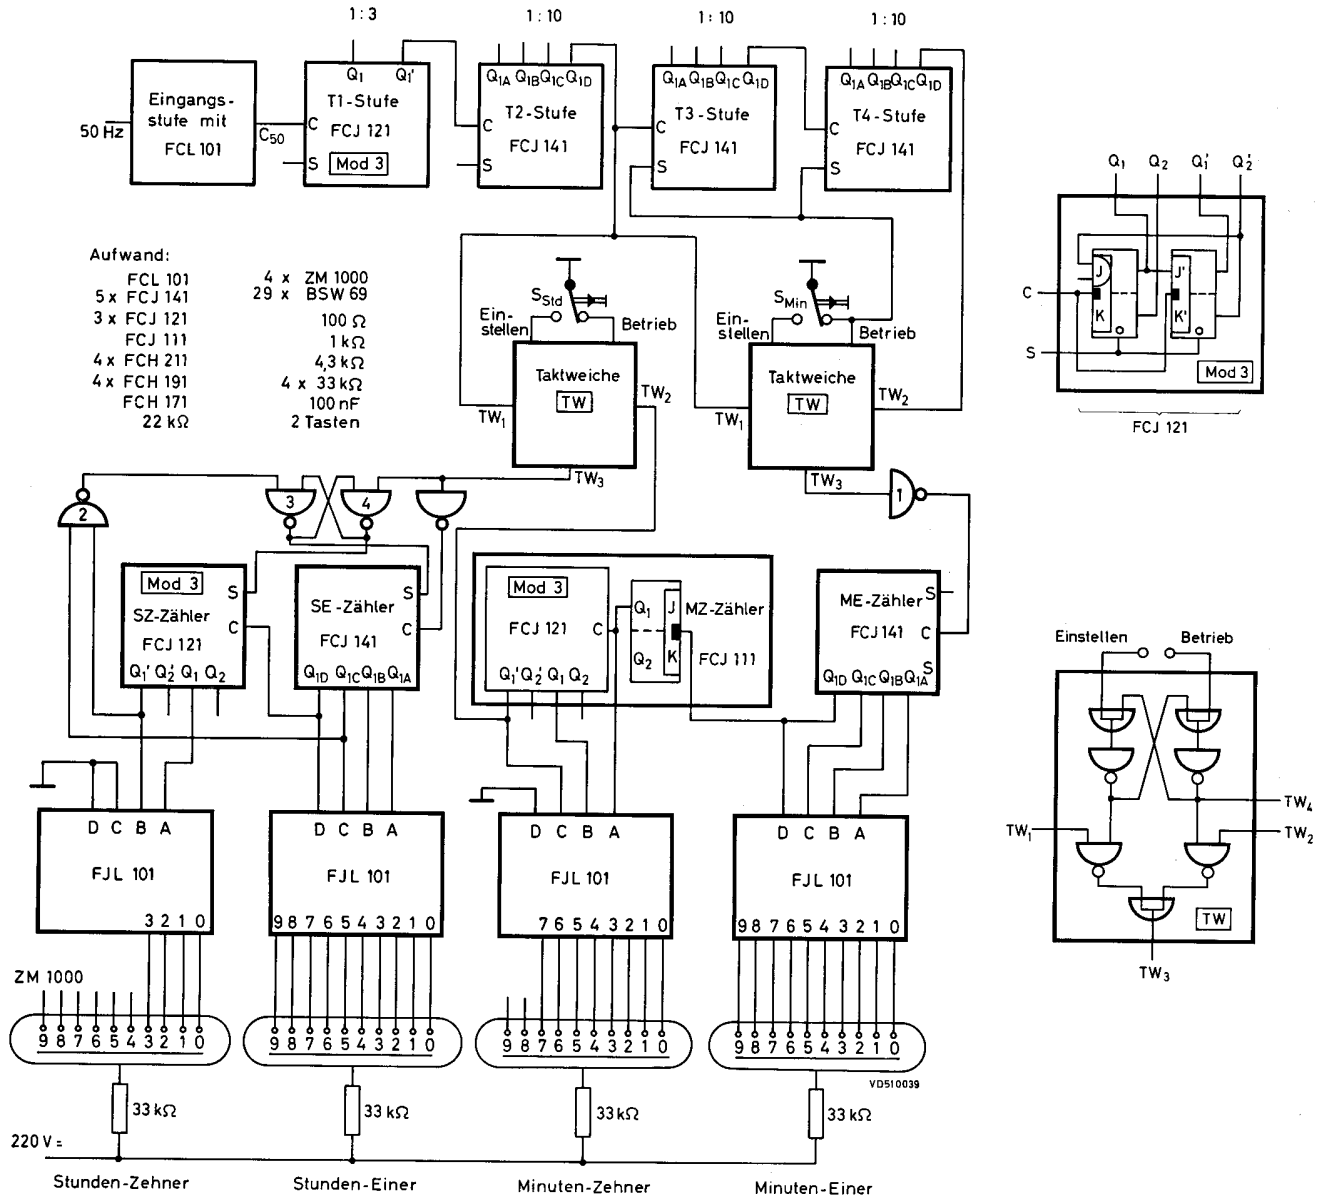 1:3
1:10
1:10
1:10
50 Hz
Eingangs-
stufe mit
FCL 101
C50
Q1 Q1'
T1-Stufe
C FCJ 121
S Mod 3
Q1A Q1B Q1C Q1D
T2-Stufe
C
FCJ 141
S
Q1A Q1B Q1C Q1D
T3-Stufe
C
FCJ 141
S
Q1A Q1B Q1C Q1D
T4-Stufe
C
FCJ 141
S
Q1 Q2 Q1' Q2'
C
S
J
K
J'
K'
Mod 3
FCJ 121
Aufwand:
FCL 101 4 x ZM 1000
5 x FCJ 141 29 x BSW 69
3 x FCJ 121 100 Ω
FCJ 111 1 kΩ
4 x FCH 211 4,3 kΩ
4 x FCH 191 4 x 33 kΩ
FCH 171 100 nF
22 kΩ 2 Tasten
SStd
Ein-
stellen
Betrieb
Taktweiche
TW
TW1
TW2
TW3
SMin
Ein-
stellen
Betrieb
Taktweiche
TW
TW1
TW2
TW3
2
3
4
1
Mod 3
S
SZ-Zähler
C
FCJ 121
Q1' Q2' Q1 Q2
S
SE-Zähler
C
FCJ 141
Q1D Q1C Q1B Q1A
Mod 3
FCJ 121 C
Q1' Q2' Q1 Q2
Q1 J
Q2 K
MZ-Zähler
FCJ 111
S
ME-Zähler
FCJ 141 C
S
Q1D Q1C Q1B Q1A
Einstellen Betrieb
TW4
TW1
TW2
TW
TW3
D C B A
FJL 101
3 2 1 0
D C B A
FJL 101
9 8 7 6 5 4 3 2 1 0
D C B A
FJL 101
7 6 5 4 3 2 1 0
D C B A
FJL 101
9 8 7 6 5 4 3 2 1 0
ZM 1000
9 8 7 6 5 4 3 2 1 0
9 8 7 6 5 4 3 2 1 0
9 8 7 6 5 4 3 2 1 0
9 8 7 6 5 4 3 2 1 0
VD510039
33 kΩ
33 kΩ
33 kΩ
33 kΩ
220 V =
Stunden-Zehner
Stunden-Einer
Minuten-Zehner
Minuten-Einer